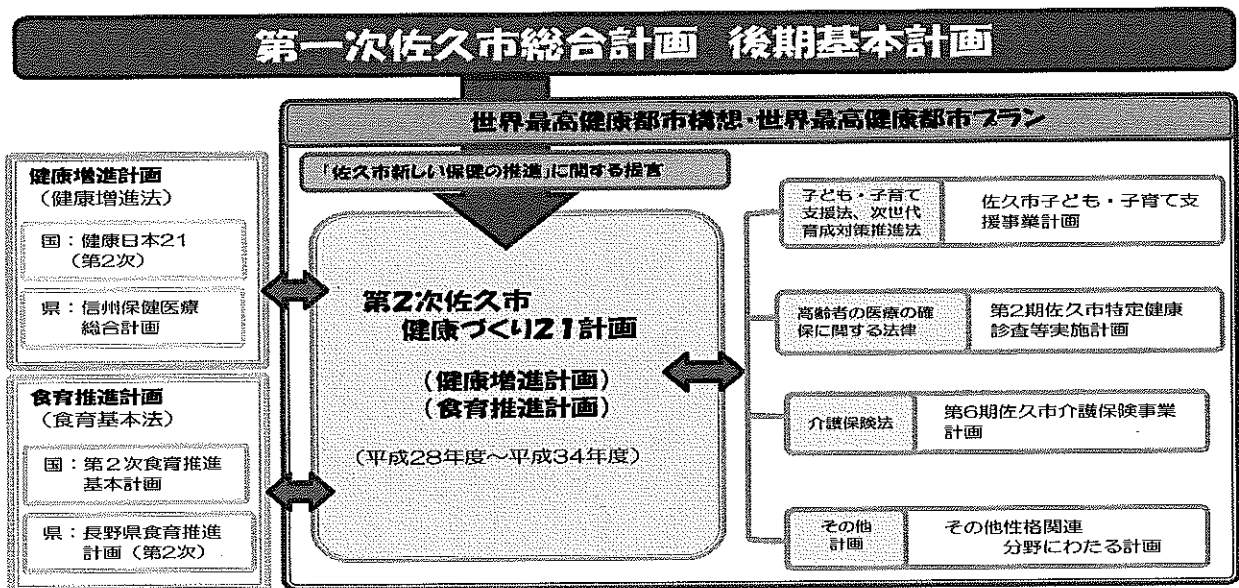 第一次佐久市総合計画 後期基本計画
世界最高健康都市構想・世界最高健康都市プラン
「佐久市新しい保健の推進」に関する提言
健康増進計画
(健康増進法)
国:健康日本21
(第2次)
県:信州保健医療
総合計画
食育推進計画
(食育基本法)
国:第2次食育推進
基本計画
県:長野県食育推進
計画(第2次)
第2次佐久市
健康づくり21計画
(健康増進計画)
(食育推進計画)
(平成28年度~平成34年度)
子ども・子育て
支援法、次世代
育成対策推進法
佐久市子ども・子育て支
援事業計画
高齢者の医療の確
保に関する法律
第2期佐久市特定健康
診査等実施計画
介護保険法
第6期佐久市介護保険事業
計画
その他
計画
その他性格関連
分野にわたる計画